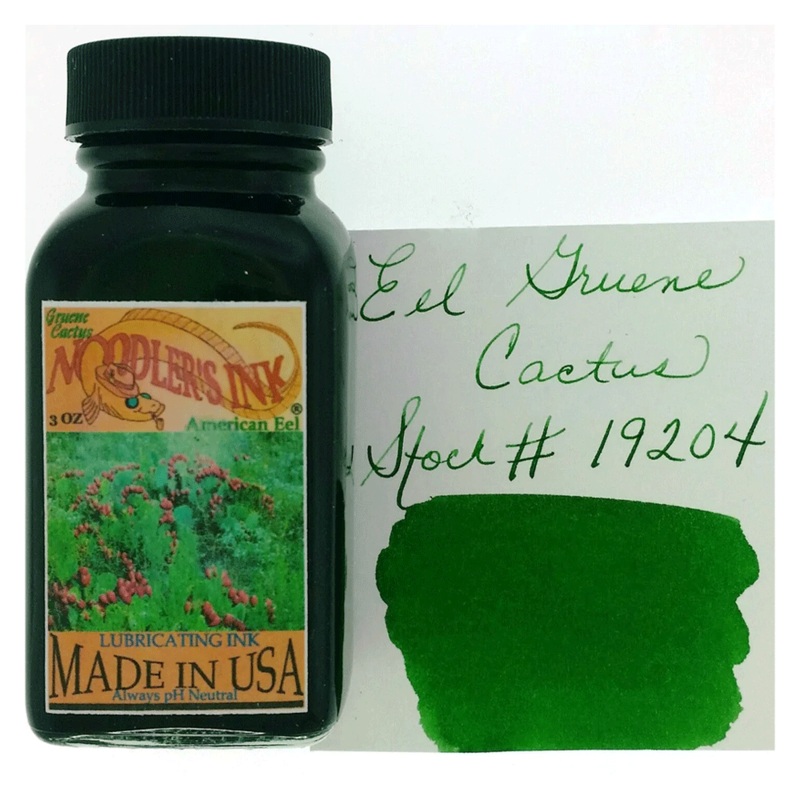 Gruene
Cactus
NOODLER'S INK
3 OZ
®
American Eel
LUBRICATING INK
MADE IN USA
Always pH Neutral
Eel Gruene
Cactus
Stock # 19204